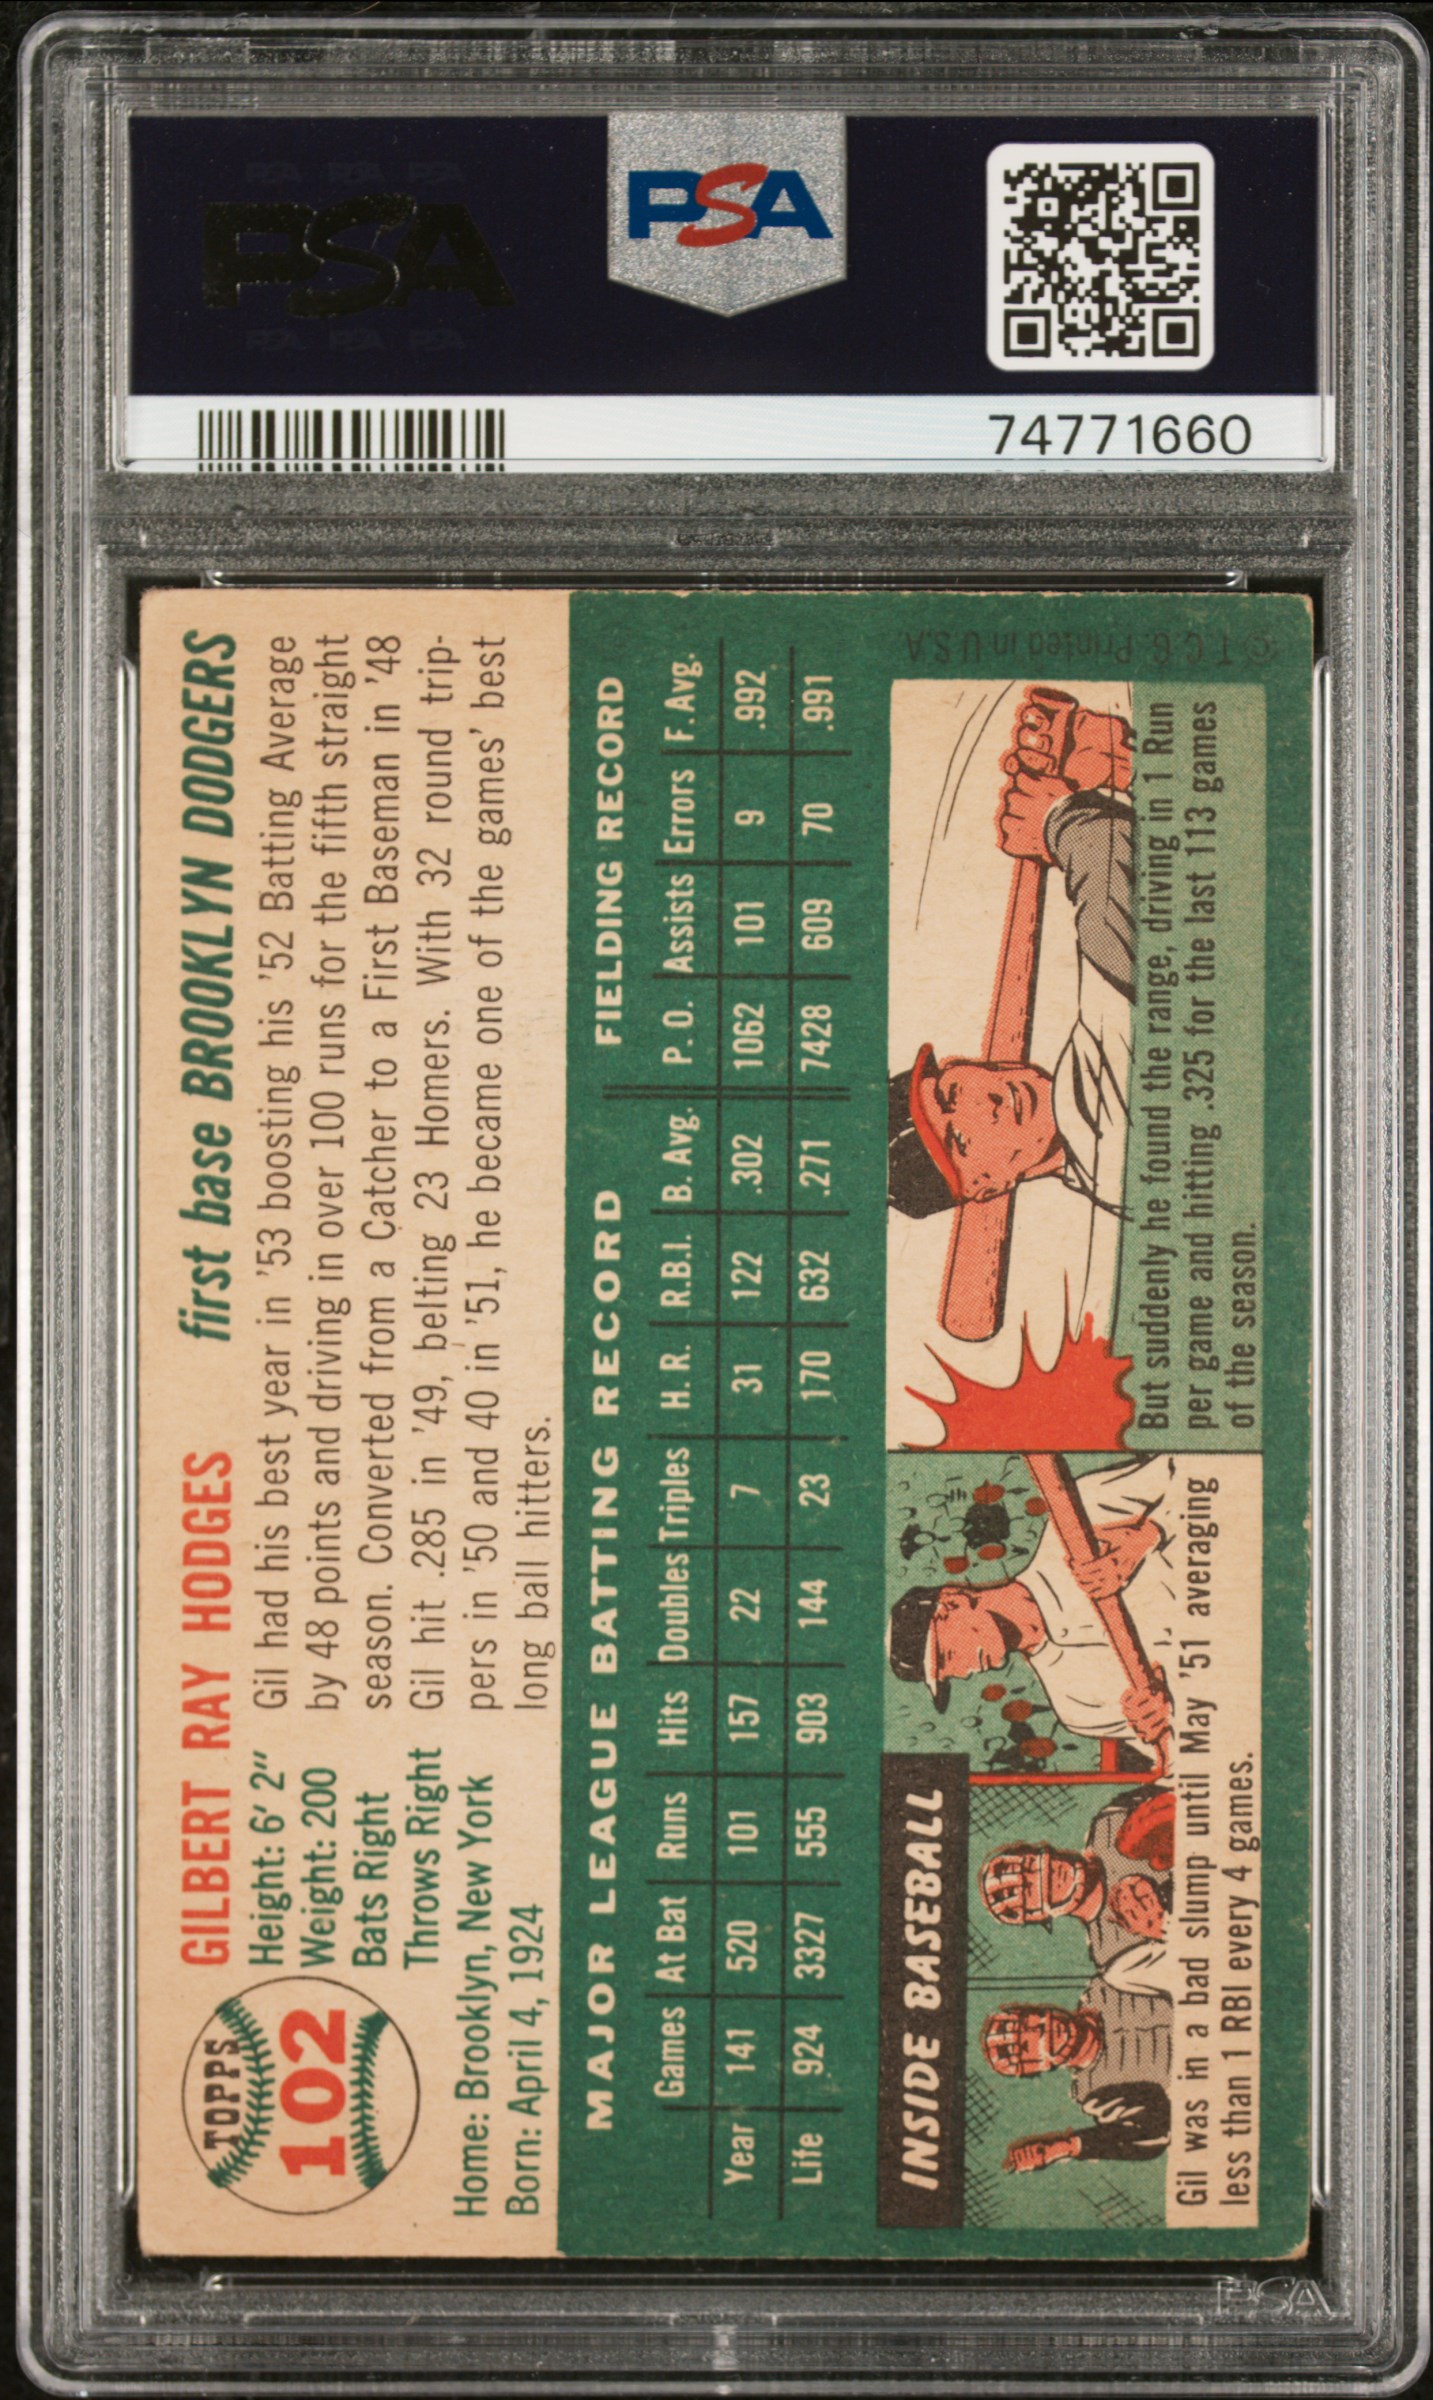 PSA PSA PSA
PSA
PSA PSA PSA
PSA
74771660
TOPPS
102
GILBERT RAY HODGES first base BROOKLYN DODGERS
Height: 6' 2"
Weight: 200
Bats Right
Throws Right
Home: Brooklyn, New York
Born: April 4, 1924
Gil had his best year in '53 boosting his '52 Batting Average
by 48 points and driving in over 100 runs for the fifth straight
season. Converted from a Catcher to a First Baseman in '48
Gil hit .285 in '49, belting 23 Homers. With 32 round trip-
pers in '50 and 40 in '51, he became one of the games' best
long ball hitters.
MAJOR LEAGUE BATTING RECORD FIELDING RECORD
Games At Bat Runs Hits Doubles Triples H. R. R.B.I. B. Avg. P. O. Assists Errors F. Avg.
Year 141 520 101 157 22 7 31 122 .302 1062 101 9 .992
Life 924 3327 555 903 144 23 170 632 .271 7428 609 70 .991
INSIDE BASEBALL
Gil was in a bad slump until May '51 averaging
less than 1 RBI every 4 games.
But suddenly he found the range, driving in 1 Run
per game and hitting .325 for the last 113 games
of the season.
© T. C. G. Printed in U.S.A.
PSA